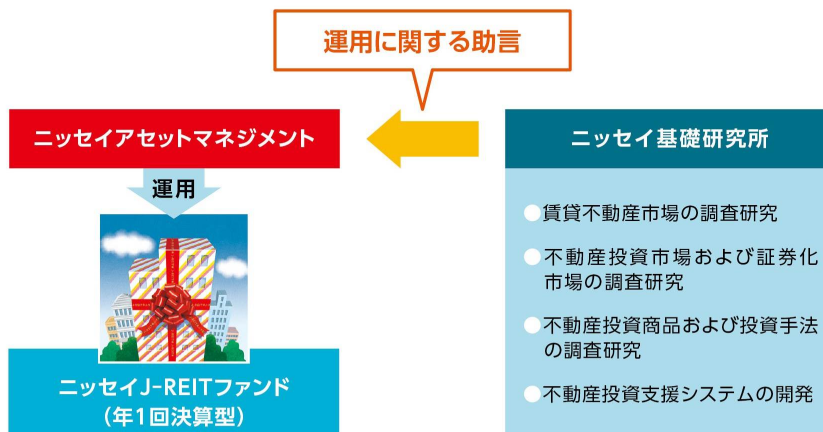 運用に関する助言
ニッセイアセットマネジメント
運用
ニッセイJ-REITファンド
(年1回決算型)
ニッセイ基礎研究所
●賃貸不動産市場の調査研究
●不動産投資市場および証券化
市場の調査研究
●不動産投資商品および投資手法
の調査研究
●不動産投資支援システムの開発